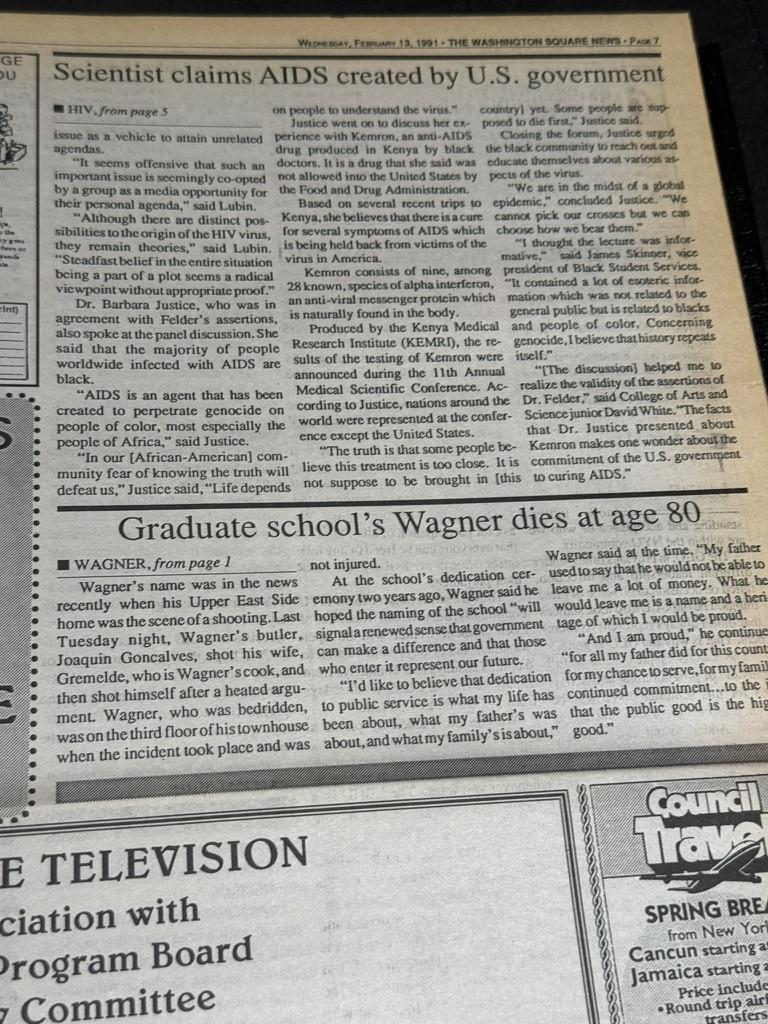 WEDNESDAY, FEBRUARY 13, 1991 • THE WASHINGTON SQUARE NEWS • PAGE 7
Scientist claims AIDS created by U.S. government
■ HIV, from page 5
issue as a vehicle to attain unrelated
agendas.
"It seems offensive that such an
important issue is seemingly co-opted
by a group as a media opportunity for
their personal agenda," said Lubin.
"Although there are distinct pos-
sibilities to the origin of the HIV virus,
they remain theories," said Lubin.
"Steadfast belief in the entire situation
being a part of a plot seems a radical
viewpoint without appropriate proof."
Dr. Barbara Justice, who was in
agreement with Felder's assertions,
also spoke at the panel discussion. She
said that the majority of people
worldwide infected with AIDS are
black.
"AIDS is an agent that has been
created to perpetrate genocide on
people of color, most especially the
people of Africa," said Justice.
"In our [African-American] com-
munity fear of knowing the truth will
defeat us," Justice said, "Life depends
on people to understand the virus."
Justice went on to discuss her ex-
perience with Kemron, an anti-AIDS
drug produced in Kenya by black
doctors. It is a drug that she said was
not allowed into the United States by
the Food and Drug Administration.
Based on several recent trips to
Kenya, she believes that there is a cure
for several symptoms of AIDS which
is being held back from victims of the
virus in America.
Kemron consists of nine, among
28 known, species of alpha interferon,
an anti-viral messenger protein which
is naturally found in the body.
Produced by the Kenya Medical
Research Institute (KEMRI), the re-
sults of the testing of Kemron were
announced during the 11th Annual
Medical Scientific Conference. Ac-
cording to Justice, nations around the
world were represented at the confer-
ence except the United States.
"The truth is that some people be-
lieve this treatment is too close. It is
not suppose to be brought in [this
country] yet. Some people are sup-
posed to die first," Justice said.
Closing the forum, Justice urged
the black community to reach out and
educate themselves about various as-
pects of the virus.
"We are in the midst of a global
epidemic," concluded Justice. "We
cannot pick our crosses but we can
choose how we bear them."
"I thought the lecture was infor-
mative," said James Skinner, vice
president of Black Student Services.
"It contained a lot of esoteric infor-
mation which was not related to the
general public but is related to blacks
and people of color. Concerning
genocide, I believe that history repeats
itself."
"[The discussion] helped me to
realize the validity of the assertions of
Dr. Felder," said College of Arts and
Science junior David White. "The facts
that Dr. Justice presented about
Kemron makes one wonder about the
commitment of the U.S. government
to curing AIDS."
Graduate school's Wagner dies at age 80
■ WAGNER, from page 1
Wagner's name was in the news
recently when his Upper East Side
home was the scene of a shooting. Last
Tuesday night, Wagner's butler,
Joaquin Goncalves, shot his wife,
Gremelde, who is Wagner's cook, and
then shot himself after a heated argu-
ment. Wagner, who was bedridden,
was on the third floor of his townhouse
when the incident took place and was
not injured.
At the school's dedication cer-
emony two years ago, Wagner said he
hoped the naming of the school "will
signal a renewed sense that government
can make a difference and that those
who enter it represent our future.
"I'd like to believe that dedication
to public service is what my life has
been about, what my father's was
about, and what my family's is about,"
Wagner said at the time. "My father
used to say that he would not be able to
leave me a lot of money. What he
would leave me is a name and a heri
tage of which I would be proud.
"And I am proud," he continue
"for all my father did for this count
for my chance to serve, for my famil
continued commitment...to the i
that the public good is the hig
good."
E TELEVISION
ciation with
Program Board
Committee
Council
Trave
SPRING BREA
from New York
Cancun starting a
Jamaica starting a
Price include
•Round trip airf
transfers